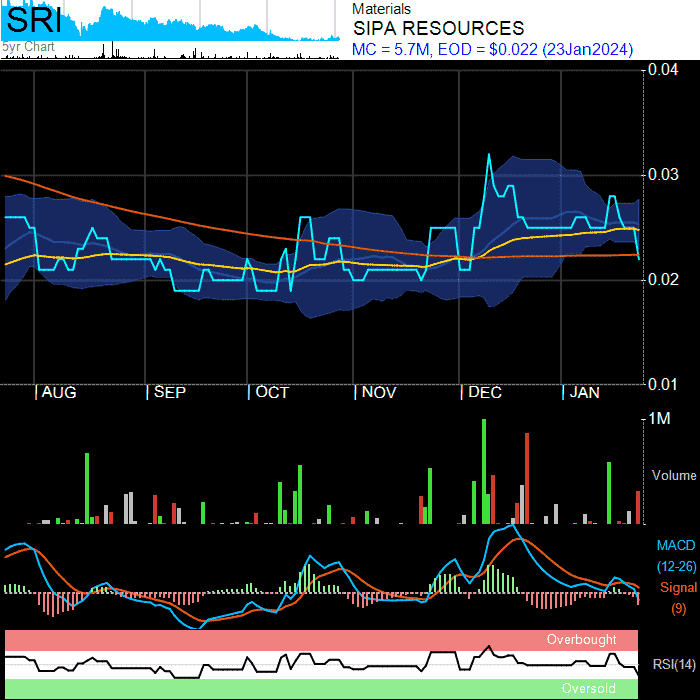 SRI
5yr Chart
Materials
SIPA RESOURCES
MC = 5.7M, EOD = $0.022 (23Jan2024)
0.04
0.03
0.02
0.01
AUG SEP OCT NOV DEC JAN
1M
Volume
MACD
(12-26)
Signal
(9)
Overbought
RSI(14)
Oversold